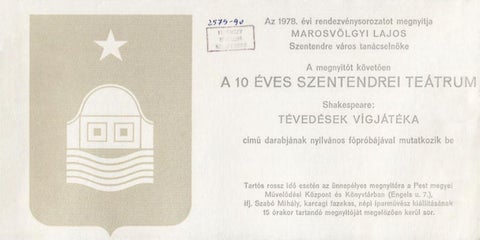 2579-90
Az 1978. évi rendezvénysorozatot megnyitja
MAROSVÖLGYI LAJOS
Szentendre város tanácselnöke
A megnyitót követően
A 10 ÉVES SZENTENDREI TEÁTRUM
Shakespeare:
TÉVEDÉSEK VÍGJÁTÉKA
című darabjának nyilvános főpróbájával mutatkozik be
Tartós rossz idő esetén az ünnepélyes megnyitóra a Pest megyei
Művelődési Központ és Könyvtárban (Engels u. 7.),
ifj. Szabó Mihály, karcagi fazekas, népi iparművész kiállításának
15 órakor tartandó megnyitóját megelőzően kerül sor.